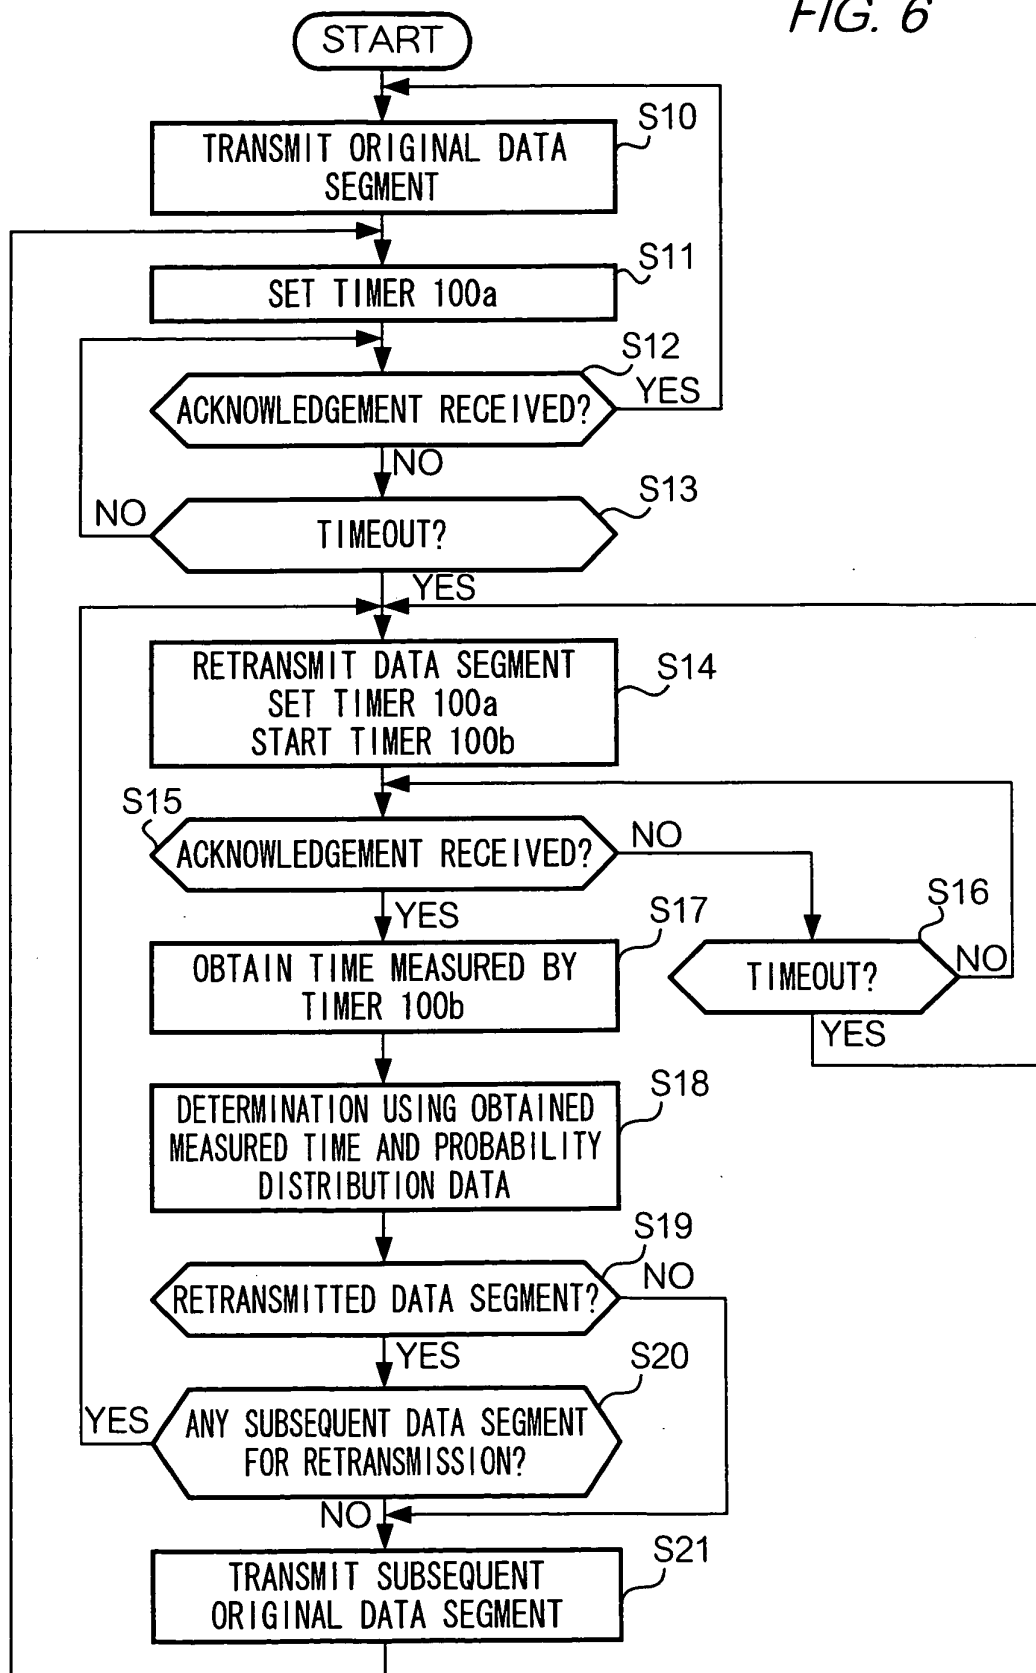 FIG. 6
START
S10
TRANSMIT ORIGINAL DATA
SEGMENT
S11
SET TIMER 100a
S12
ACKNOWLEDGEMENT RECEIVED?
YES
NO
S13
NO
TIMEOUT?
YES
S14
RETRANSMIT DATA SEGMENT
SET TIMER 100a
START TIMER 100b
S15
ACKNOWLEDGEMENT RECEIVED?
NO
YES
S16
TIMEOUT?
NO
YES
S17
OBTAIN TIME MEASURED BY
TIMER 100b
S18
DETERMINATION USING OBTAINED
MEASURED TIME AND PROBABILITY
DISTRIBUTION DATA
S19
RETRANSMITTED DATA SEGMENT?
NO
YES
S20
YES
ANY SUBSEQUENT DATA SEGMENT
FOR RETRANSMISSION?
NO
S21
TRANSMIT SUBSEQUENT
ORIGINAL DATA SEGMENT